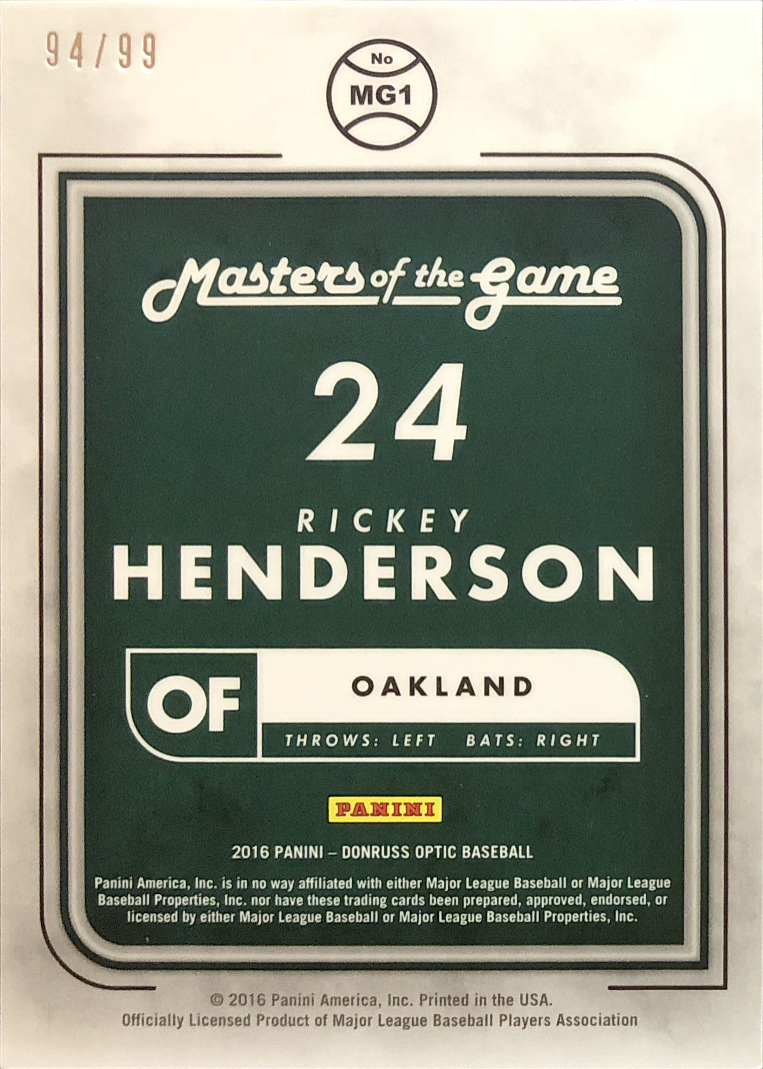 94/99
No
MG1
Masters of the Game
24
RICKEY
HENDERSON
OF
OAKLAND
THROWS: LEFT BATS: RIGHT
PANINI
2016 PANINI – DONRUSS OPTIC BASEBALL
Panini America, Inc. is in no way affiliated with either Major League Baseball or Major League
Baseball Properties, Inc. nor have these trading cards been prepared, approved, endorsed, or
licensed by either Major League Baseball or Major League Baseball Properties, Inc.
© 2016 Panini America, Inc. Printed in the USA.
Officially Licensed Product of Major League Baseball Players Association